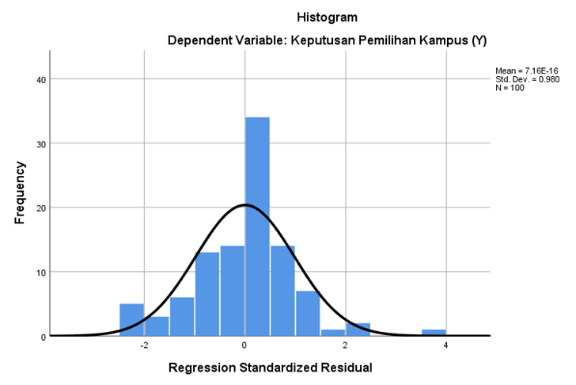 Histogram
Dependent Variable: Keputusan Pemilihan Kampus (Y)
Mean = 7.16E-16
Std. Dev. = 0.980
N = 100
Frequency
40
30
20
10
0
-2
0
2
4
Regression Standardized Residual